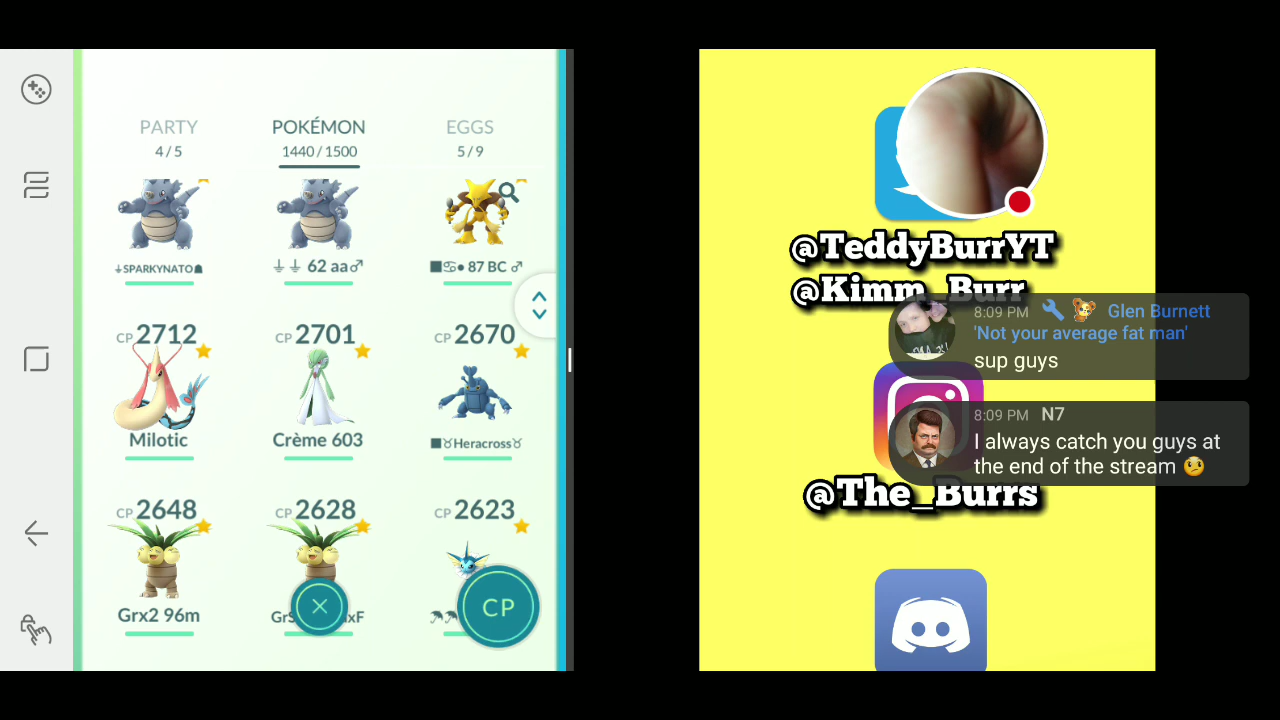 PARTY
POKÉMON
EGGS
4 / 5
1440 / 1500
5 / 9
SPARKYNATO
62 aa♂
87 BC ♂
CP 2712
CP 2701
CP 2670
Milotic
Crème 603
■♉Heracross♉
CP 2648
CP 2628
CP 2623
Grx2 96m
CP
@TeddyBurrYT
@Kimm_Burr
8:09 PM Glen Burnett
'Not your average fat man'
sup guys
8:09 PM N7
I always catch you guys at
the end of the stream
@The_Burrs